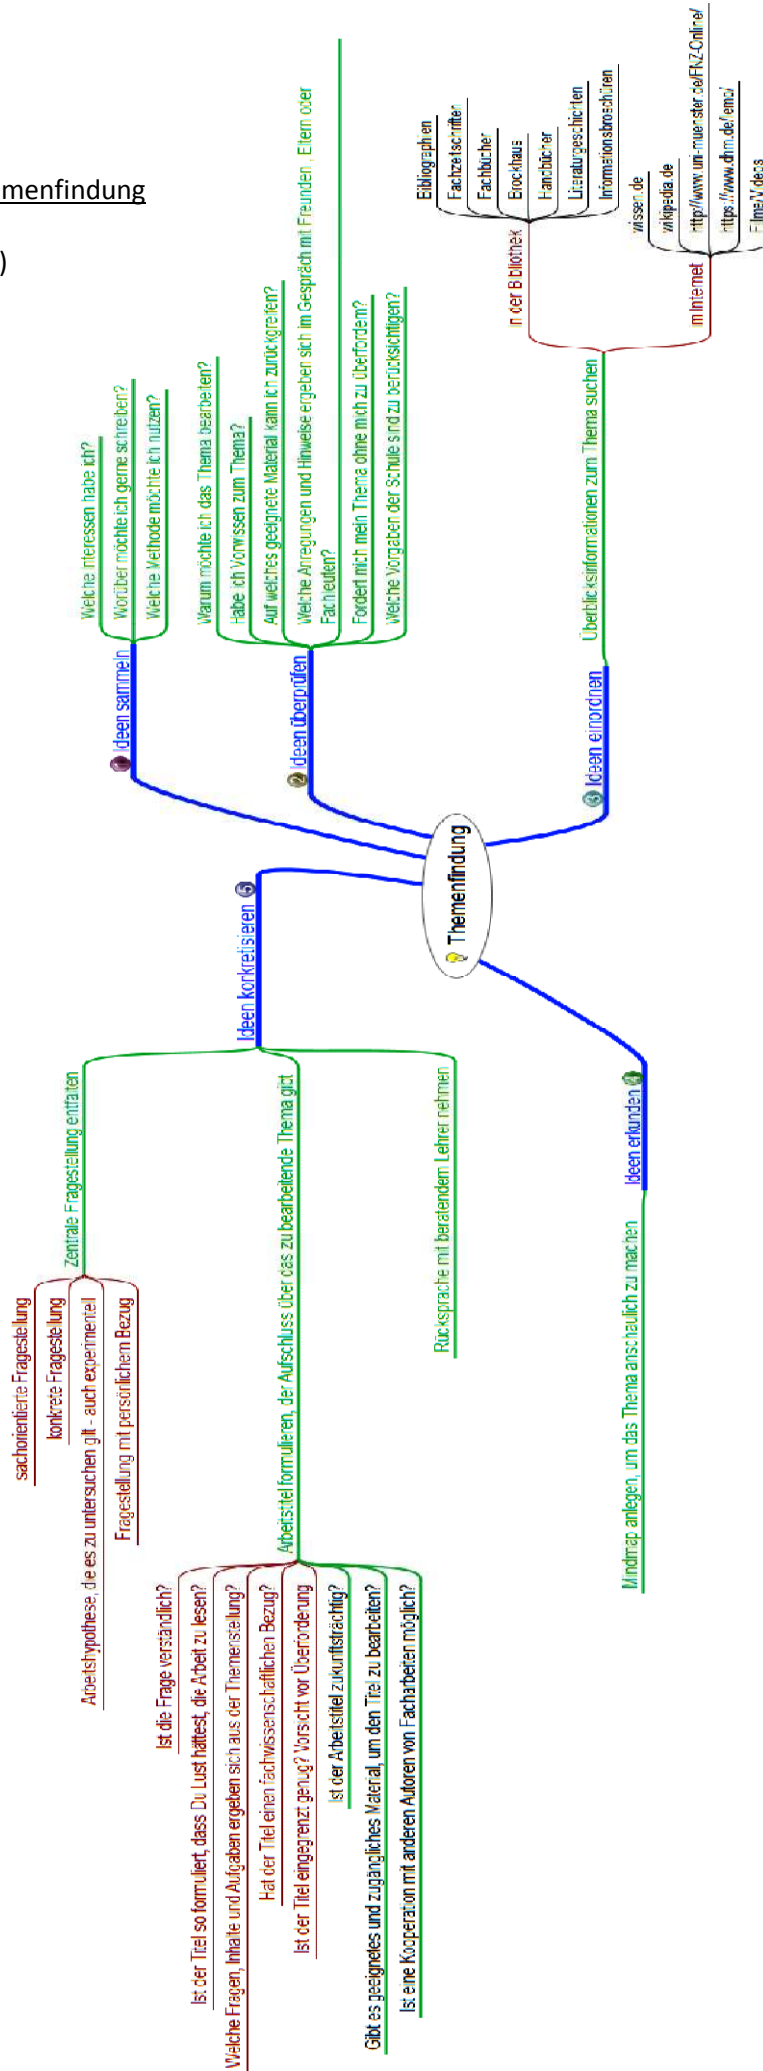 menfindung
)
Themenfindung
1 Ideen sammeln
Welche Interessen habe ich?
Worüber möchte ich gerne schreiben?
Welche Methode möchte ich nutzen?
2 Ideen überprüfen
Warum möchte ich das Thema bearbeiten?
Habe ich Vorwissen zum Thema?
Auf welches geeignete Material kann ich zurückgreifen?
Welche Anregungen und Hinweise ergeben sich im Gespräch mit Freunden , Eltern oder
Fachleuten?
Fordert mich mein Thema ohne mich zu überfordern?
Welche Vorgaben der Schule sind zu berücksichtigen?
3 Ideen einordnen
Überblicksinformationen zum Thema suchen
in der Bibliothek
Bibliographien
Fachzeitschriften
Fachbücher
Brockhaus
Handbücher
Literaturgeschichten
Informationsbroschüren
im Internet
wissen.de
wikipedia.de
http://www.uni-muenster.de/FNZ-Online/
https://www.dhm.de/lemo/
Filme/Videos
Ideen erkunden 4
Mindmap anlegen, um das Thema anschaulich zu machen
Ideen konkretisieren 5
Zentrale Fragestellung entfalten
sachorientierte Fragestellung
konkrete Fragestellung
Arbeitshypothese, die es zu untersuchen gilt - auch experimentell
Fragestellung mit persönlichem Bezug
Arbeitstitel formulieren, der Aufschluss über das zu bearbeitende Thema gibt
Ist die Frage verständlich?
Ist der Titel so formuliert, dass Du Lust hättest, die Arbeit zu lesen?
Welche Fragen, Inhalte und Aufgaben ergeben sich aus der Themenstellung?
Hat der Titel einen fachwissenschaftlichen Bezug?
Ist der Titel eingegrenzt genug? Vorsicht vor Überforderung
Ist der Arbeitstitel zukunftsträchtig?
Gibt es geeignetes und zugängliches Material, um den Titel zu bearbeiten?
Ist eine Kooperation mit anderen Autoren von Facharbeiten möglich?
Rücksprache mit beratendem Lehrer nehmen